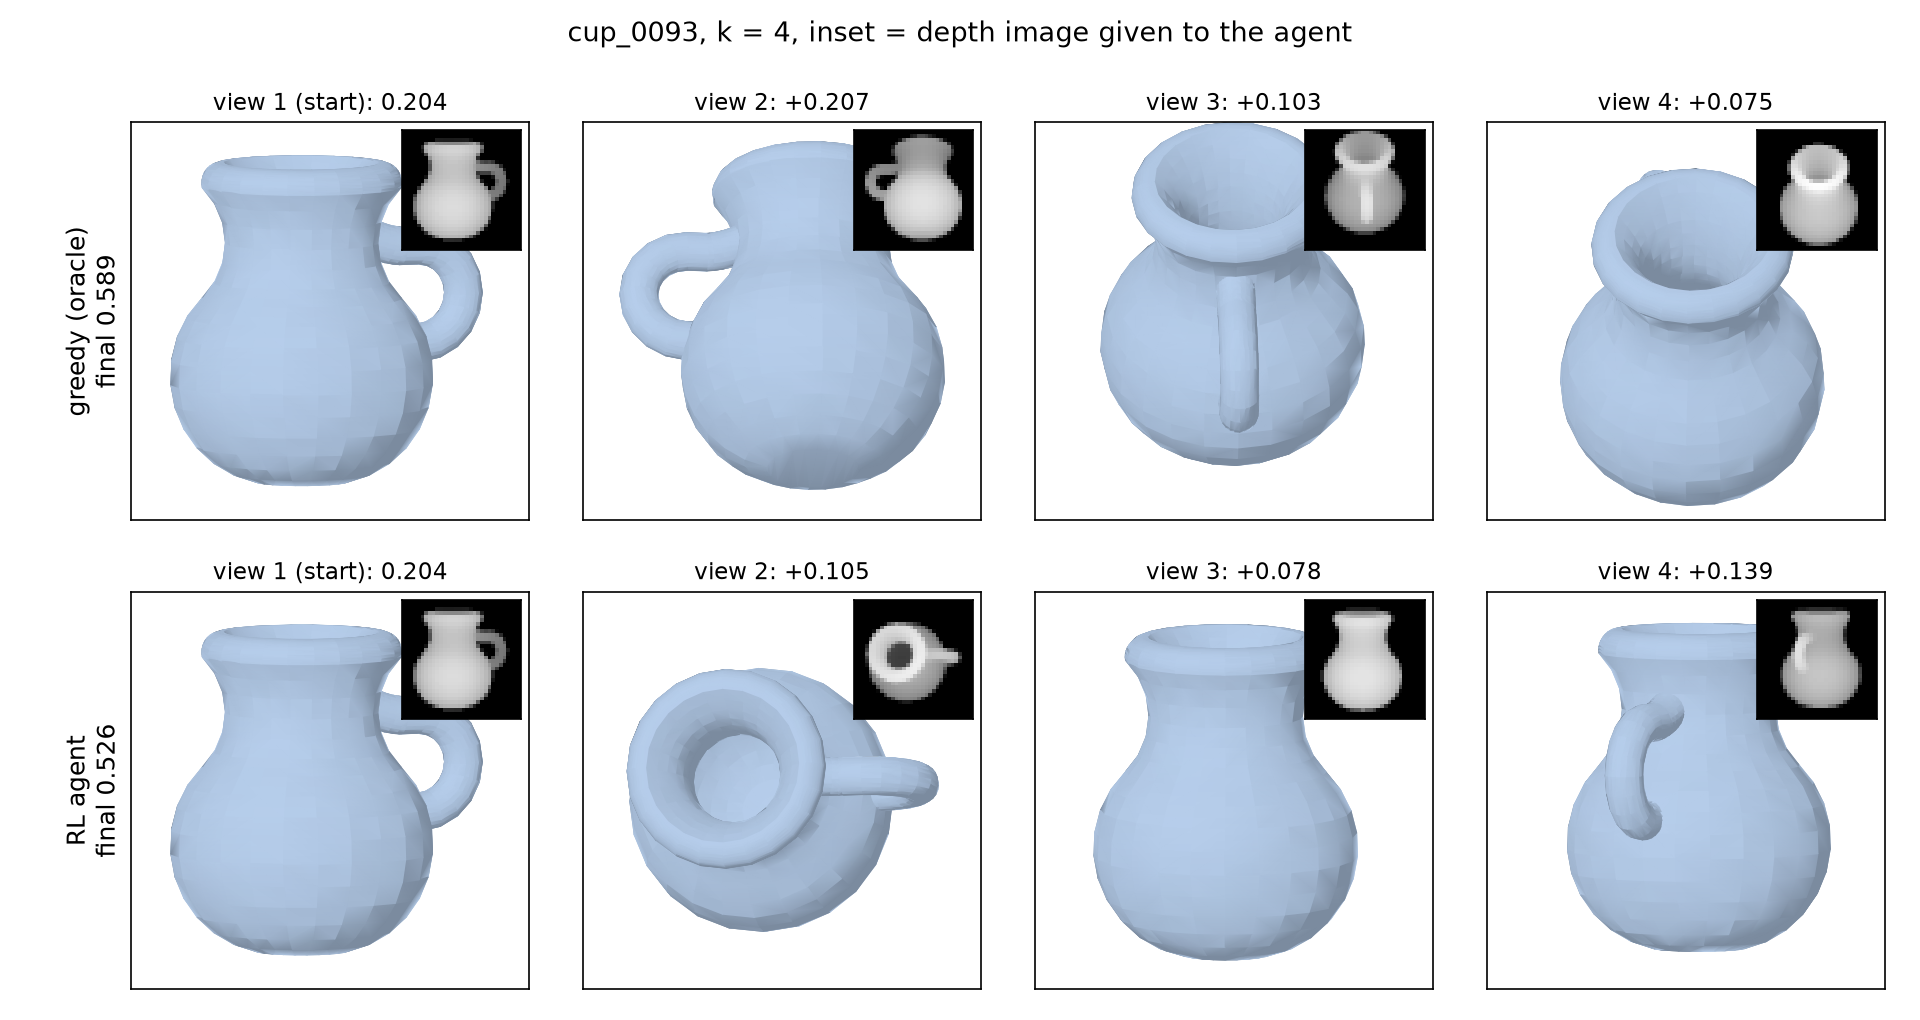 cup_0093, k = 4, inset = depth image given to the agent
view 1 (start): 0.204
view 2: +0.207
view 3: +0.103
view 4: +0.075
greedy (oracle)
final 0.589
view 1 (start): 0.204
view 2: +0.105
view 3: +0.078
view 4: +0.139
RL agent
final 0.526